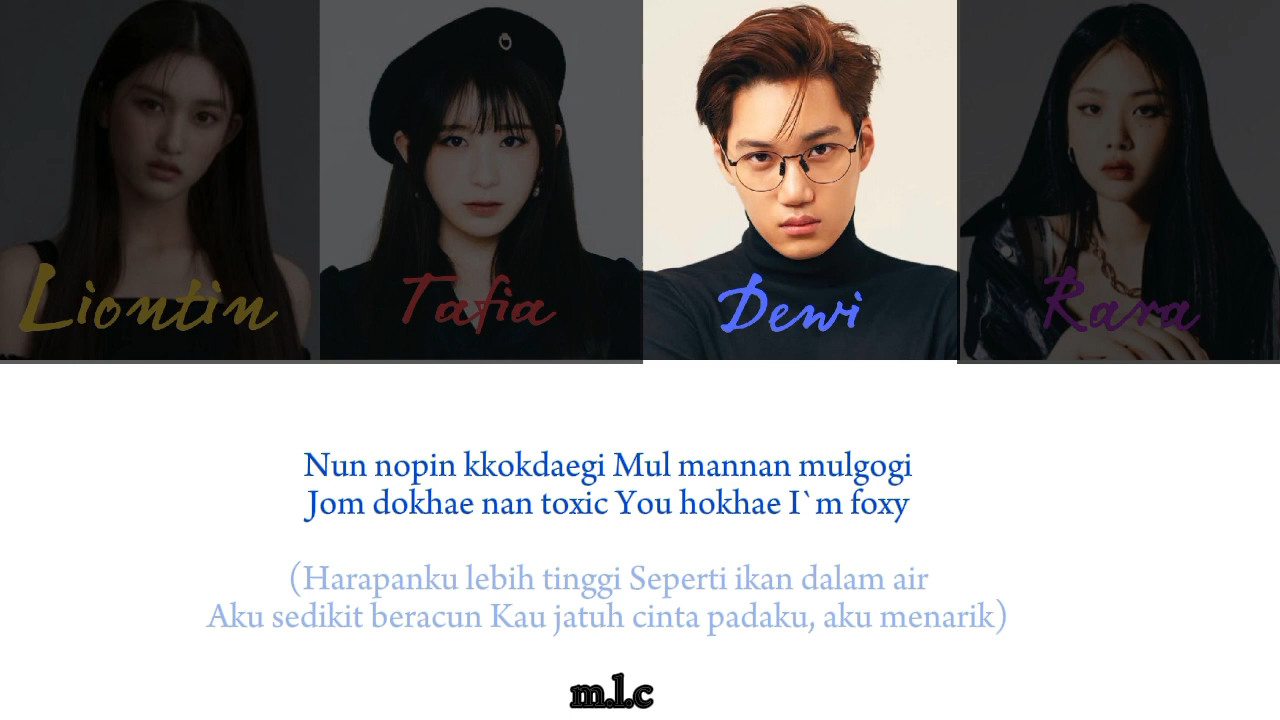 Liontin
Tafia
Dewi
Rara
Nun nopin kkokdaegi Mul mannan mulgogi
Jom dokhae nan toxic You hokhae I`m foxy
(Harapanku lebih tinggi Seperti ikan dalam air
Aku sedikit beracun Kau jatuh cinta padaku, aku menarik)
m.l.c